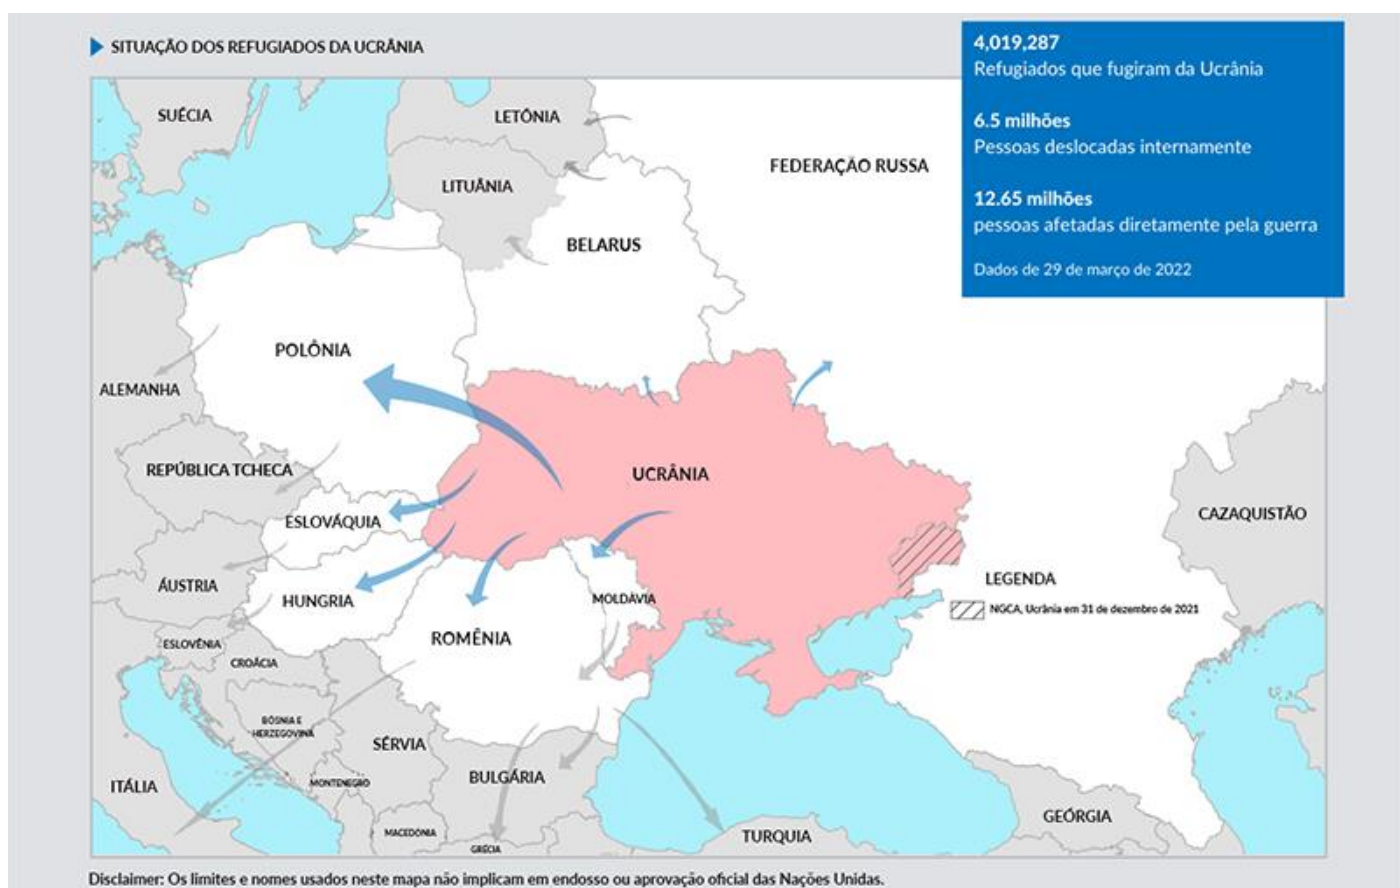 SITUAÇÃO DOS REFUGIADOS DA UCRÂNIA
4,019,287
Refugiados que fugiram da Ucrânia
6.5 milhões
Pessoas deslocadas internamente
12.65 milhões
pessoas afetadas diretamente pela guerra
Dados de 29 de março de 2022
SUÉCIA
LETÔNIA
FEDERAÇÃO RUSSA
LITUÂNIA
BELARUS
POLÔNIA
ALEMANHA
REPÚBLICA TCHECA
UCRÂNIA
ESLOVÁQUIA
CAZAQUISTÃO
ÁUSTRIA
HUNGRIA
MOLDÁVIA
LEGENDA
NGCA, Ucrânia em 31 de dezembro de 2021
ROMÊNIA
ESLOVÊNIA
CROÁCIA
BÓSNIA E
HERZEGOVINA
SÉRVIA
MONTENEGRO
BULGÁRIA
ITÁLIA
GEÓRGIA
MACEDONIA
TURQUIA
GRÉCIA
Disclaimer: Os limites e nomes usados neste mapa não implicam em endosso ou aprovação oficial das Nações Unidas.